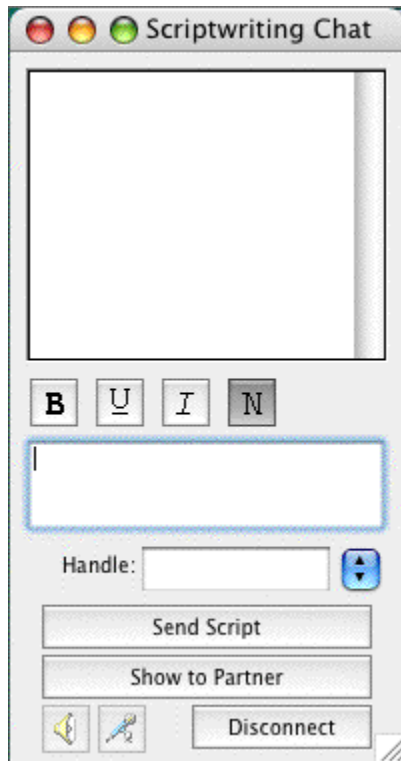 Scriptwriting Chat
B U I N
Handle:
Send Script
Show to Partner
Disconnect